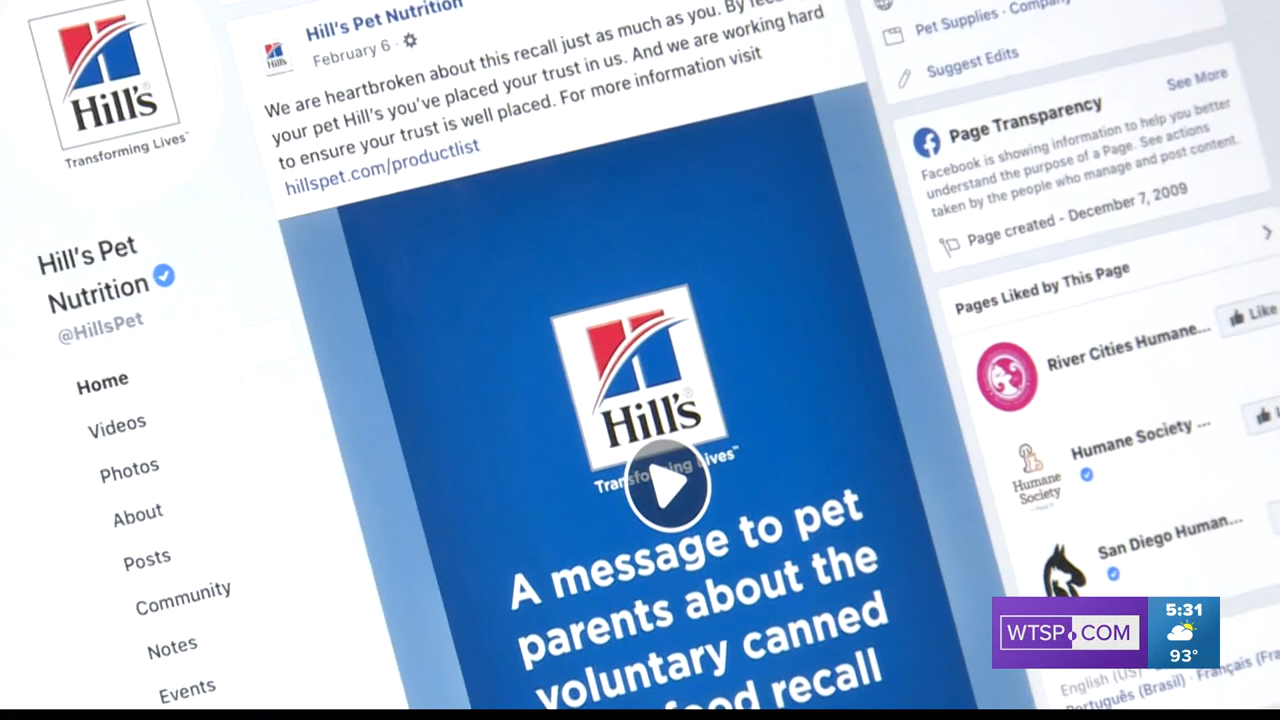 Hill's
Transforming Lives™
Hill's Pet
Nutrition
@HillsPet
Home
Videos
Photos
About
Posts
Community
Notes
Events
Hill's Pet Nutrition
February 6 ·
Hill's
We are heartbroken about this recall just as much as you. By
your pet Hill's you've placed your trust in us. And we are working hard
to ensure your trust is well placed. For more information visit
hillspet.com/productlist
Hill's
Transforming Lives™
A message to pet
parents about the
voluntary canned
recall
Pet Supplies · Company
Suggest Edits
Page Transparency
See More
Facebook is showing information to help you better
understand the purpose of a Page. See actions
taken by the people who manage and post content.
Page created - December 7, 2009
Pages Liked by This Page
River Cities Humane...
Like
Humane Society ...
Humane
Society
San Diego Human...
WTSP.COM
5:31
93°
English (US)
Português (Brasil) · Français